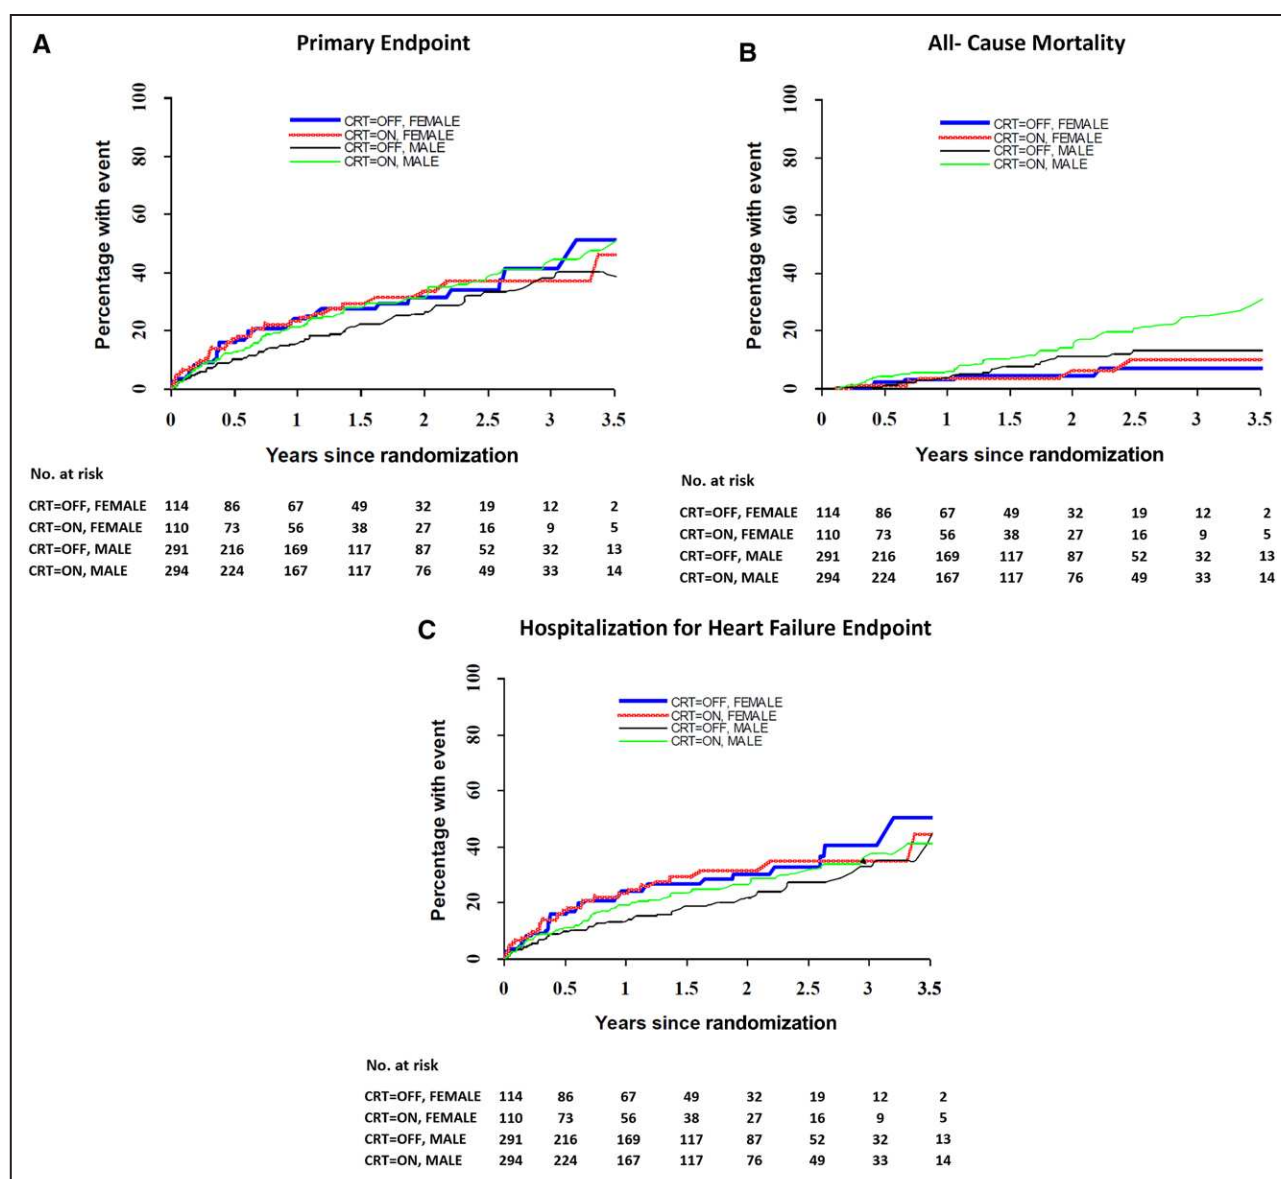 A
Primary Endpoint
Percentage with event
100
80
60
40
20
0
CRT=OFF, FEMALE
CRT=ON, FEMALE
CRT=OFF, MALE
CRT=ON, MALE
0 0.5 1 1.5 2 2.5 3 3.5
Years since randomization
No. at risk
CRT=OFF, FEMALE 114 86 67 49 32 19 12 2
CRT=ON, FEMALE 110 73 56 38 27 16 9 5
CRT=OFF, MALE 291 216 169 117 87 52 32 13
CRT=ON, MALE 294 224 167 117 76 49 33 14
B
All- Cause Mortality
Percentage with event
100
80
60
40
20
0
CRT=OFF, FEMALE
CRT=ON, FEMALE
CRT=OFF, MALE
CRT=ON, MALE
0 0.5 1 1.5 2 2.5 3 3.5
Years since randomization
No. at risk
CRT=OFF, FEMALE 114 86 67 49 32 19 12 2
CRT=ON, FEMALE 110 73 56 38 27 16 9 5
CRT=OFF, MALE 291 216 169 117 87 52 32 13
CRT=ON, MALE 294 224 167 117 76 49 33 14
C
Hospitalization for Heart Failure Endpoint
Percentage with event
100
80
60
40
20
0
CRT=OFF, FEMALE
CRT=ON, FEMALE
CRT=OFF, MALE
CRT=ON, MALE
0 0.5 1 1.5 2 2.5 3 3.5
Years since randomization
No. at risk
CRT=OFF, FEMALE 114 86 67 49 32 19 12 2
CRT=ON, FEMALE 110 73 56 38 27 16 9 5
CRT=OFF, MALE 291 216 169 117 87 52 32 13
CRT=ON, MALE 294 224 167 117 76 49 33 14